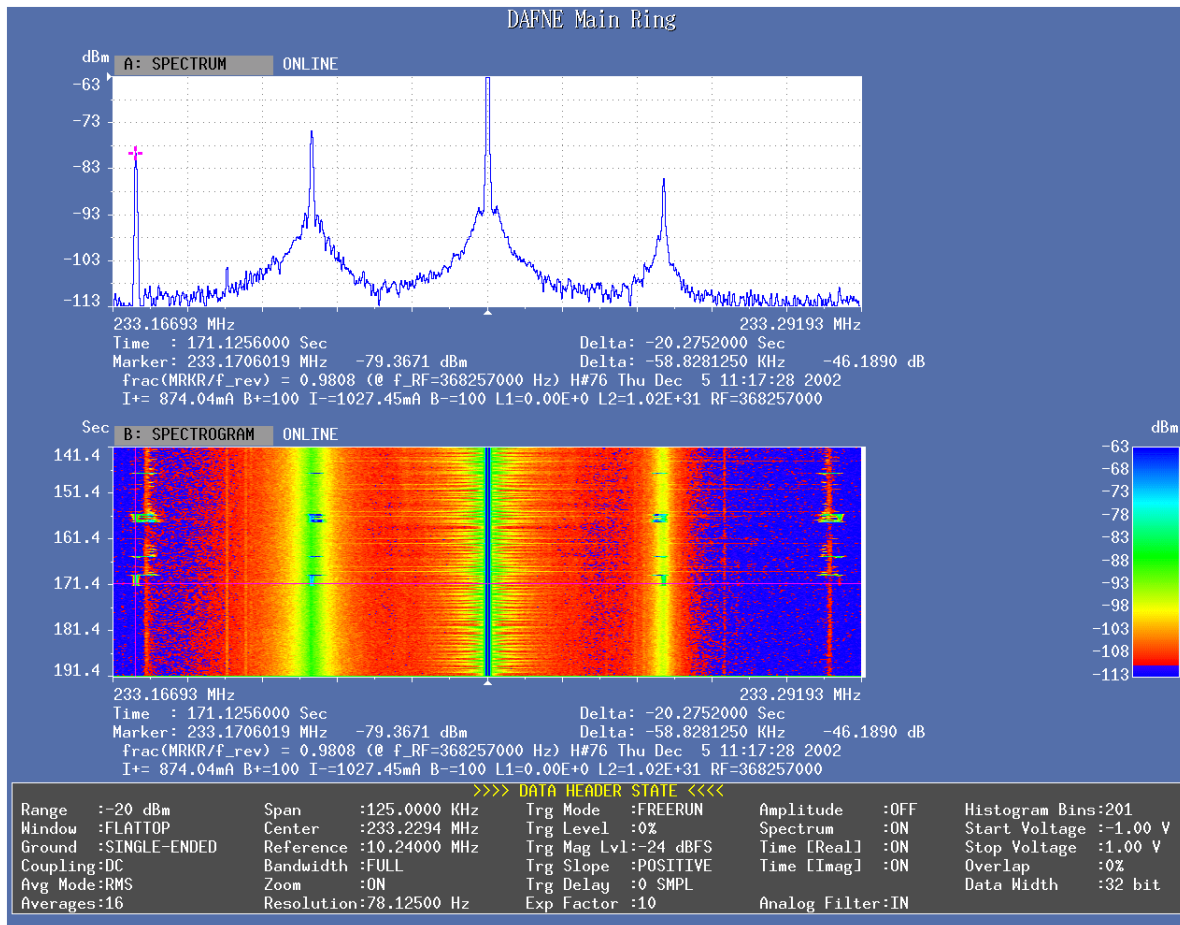 DAFNE Main Ring
dBm A: SPECTRUM ONLINE
-63
-73
-83
-93
-103
-113
233.16693 MHz 233.29193 MHz
Time : 171.1256000 Sec Delta: -20.2752000 Sec
Marker: 233.1706019 MHz -79.3671 dBm Delta: -58.8281250 KHz -46.1890 dB
frac(MRKR/f_rev) = 0.9808 (@ f_RF=368257000 Hz) H#76 Thu Dec 5 11:17:28 2002
I+= 874.04mA B+=100 I-=1027.45mA B-=100 L1=0.00E+0 L2=1.02E+31 RF=368257000
Sec B: SPECTROGRAM ONLINE dBm
141.4
151.4
161.4
171.4
181.4
191.4
-63
-68
-73
-78
-83
-88
-93
-98
-103
-108
-113
233.16693 MHz 233.29193 MHz
Time : 171.1256000 Sec Delta: -20.2752000 Sec
Marker: 233.1706019 MHz -79.3671 dBm Delta: -58.8281250 KHz -46.1890 dB
frac(MRKR/f_rev) = 0.9808 (@ f_RF=368257000 Hz) H#76 Thu Dec 5 11:17:28 2002
I+= 874.04mA B+=100 I-=1027.45mA B-=100 L1=0.00E+0 L2=1.02E+31 RF=368257000
>>>> DATA HEADER STATE <<<<
Range :-20 dBm Span :125.0000 KHz Trg Mode :FREERUN Amplitude :OFF Histogram Bins:201
Window :FLATTOP Center :233.2294 MHz Trg Level :0% Spectrum :ON Start Voltage :-1.00 V
Ground :SINGLE-ENDED Reference :10.24000 MHz Trg Mag Lvl:-24 dBFS Time [Real] :ON Stop Voltage :1.00 V
Coupling:DC Bandwidth :FULL Trg Slope :POSITIVE Time [Imag] :ON Overlap :0%
Avg Mode:RMS Zoom :ON Trg Delay :0 SMPL Data Width :32 bit
Averages:16 Resolution:78.12500 Hz Exp Factor :10 Analog Filter:IN